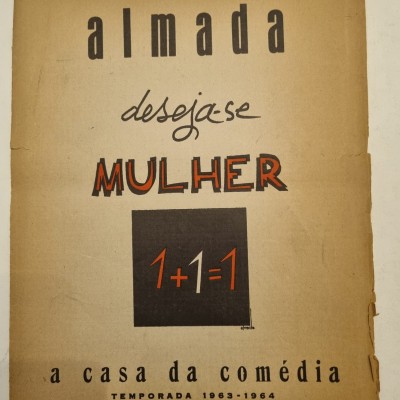 almada
deseja-se
MULHER
1+1=1
a casa da comédia
TEMPORADA 1963-1964